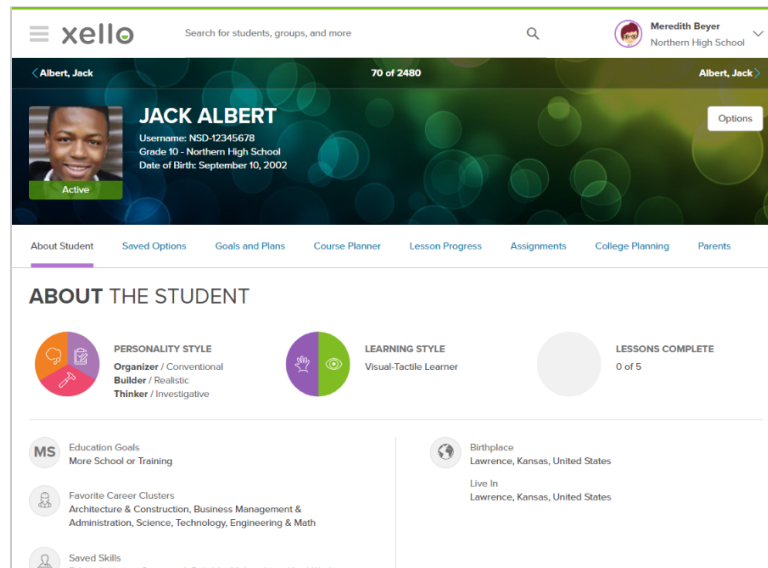 xello
Search for students, groups, and more
Meredith Beyer
Northern High School
Albert, Jack
70 of 2480
Albert, Jack
JACK ALBERT
Username: NSD-12345678
Grade 10 - Northern High School
Date of Birth: September 10, 2002
Options
Active
About Student
Saved Options
Goals and Plans
Course Planner
Lesson Progress
Assignments
College Planning
Parents
ABOUT THE STUDENT
PERSONALITY STYLE
Organizer / Conventional
Builder / Realistic
Thinker / Investigative
LEARNING STYLE
Visual-Tactile Learner
LESSONS COMPLETE
0 of 5
MS
Education Goals
More School or Training
Favorite Career Clusters
Architecture & Construction, Business Management &
Administration, Science, Technology, Engineering & Math
Saved Skills
Birthplace
Lawrence, Kansas, United States
Live In
Lawrence, Kansas, United States